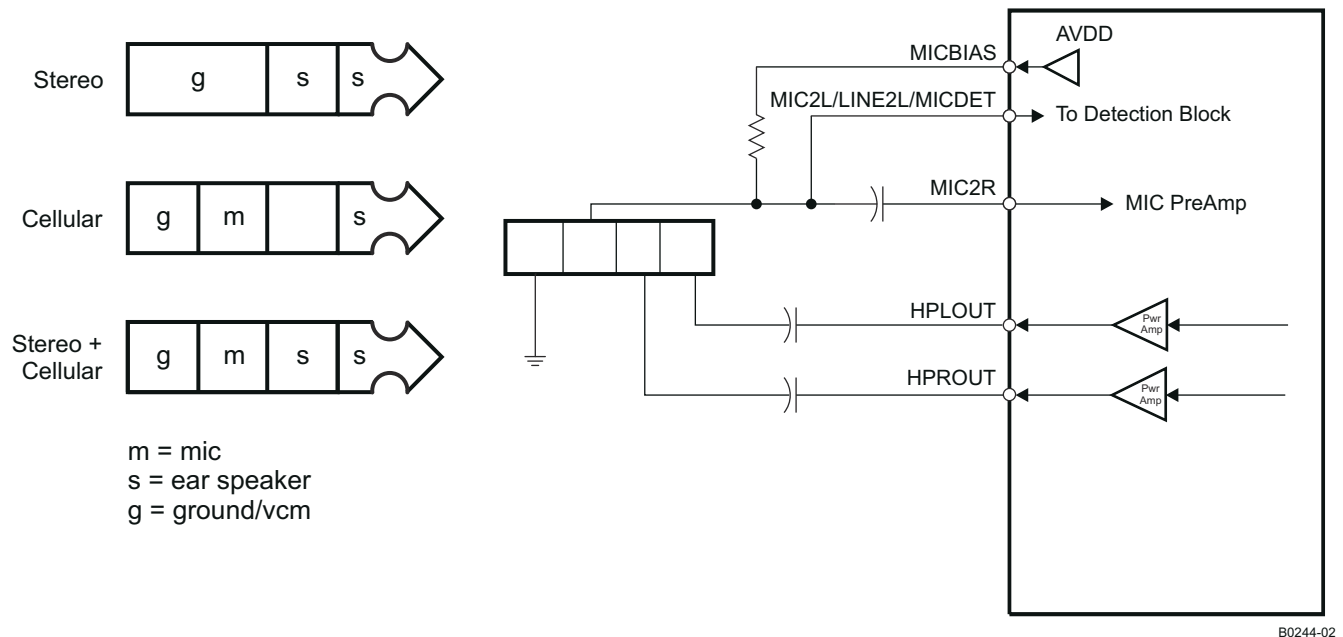 Stereo
g s s
Cellular
g m s
Stereo +
Cellular
g m s s
m = mic
s = ear speaker
g = ground/vcm
AVDD
MICBIAS
MIC2L/LINE2L/MICDET
To Detection Block
MIC2R
MIC PreAmp
HPLOUT
Pwr
Amp
HPROUT
Pwr
Amp
B0244-02